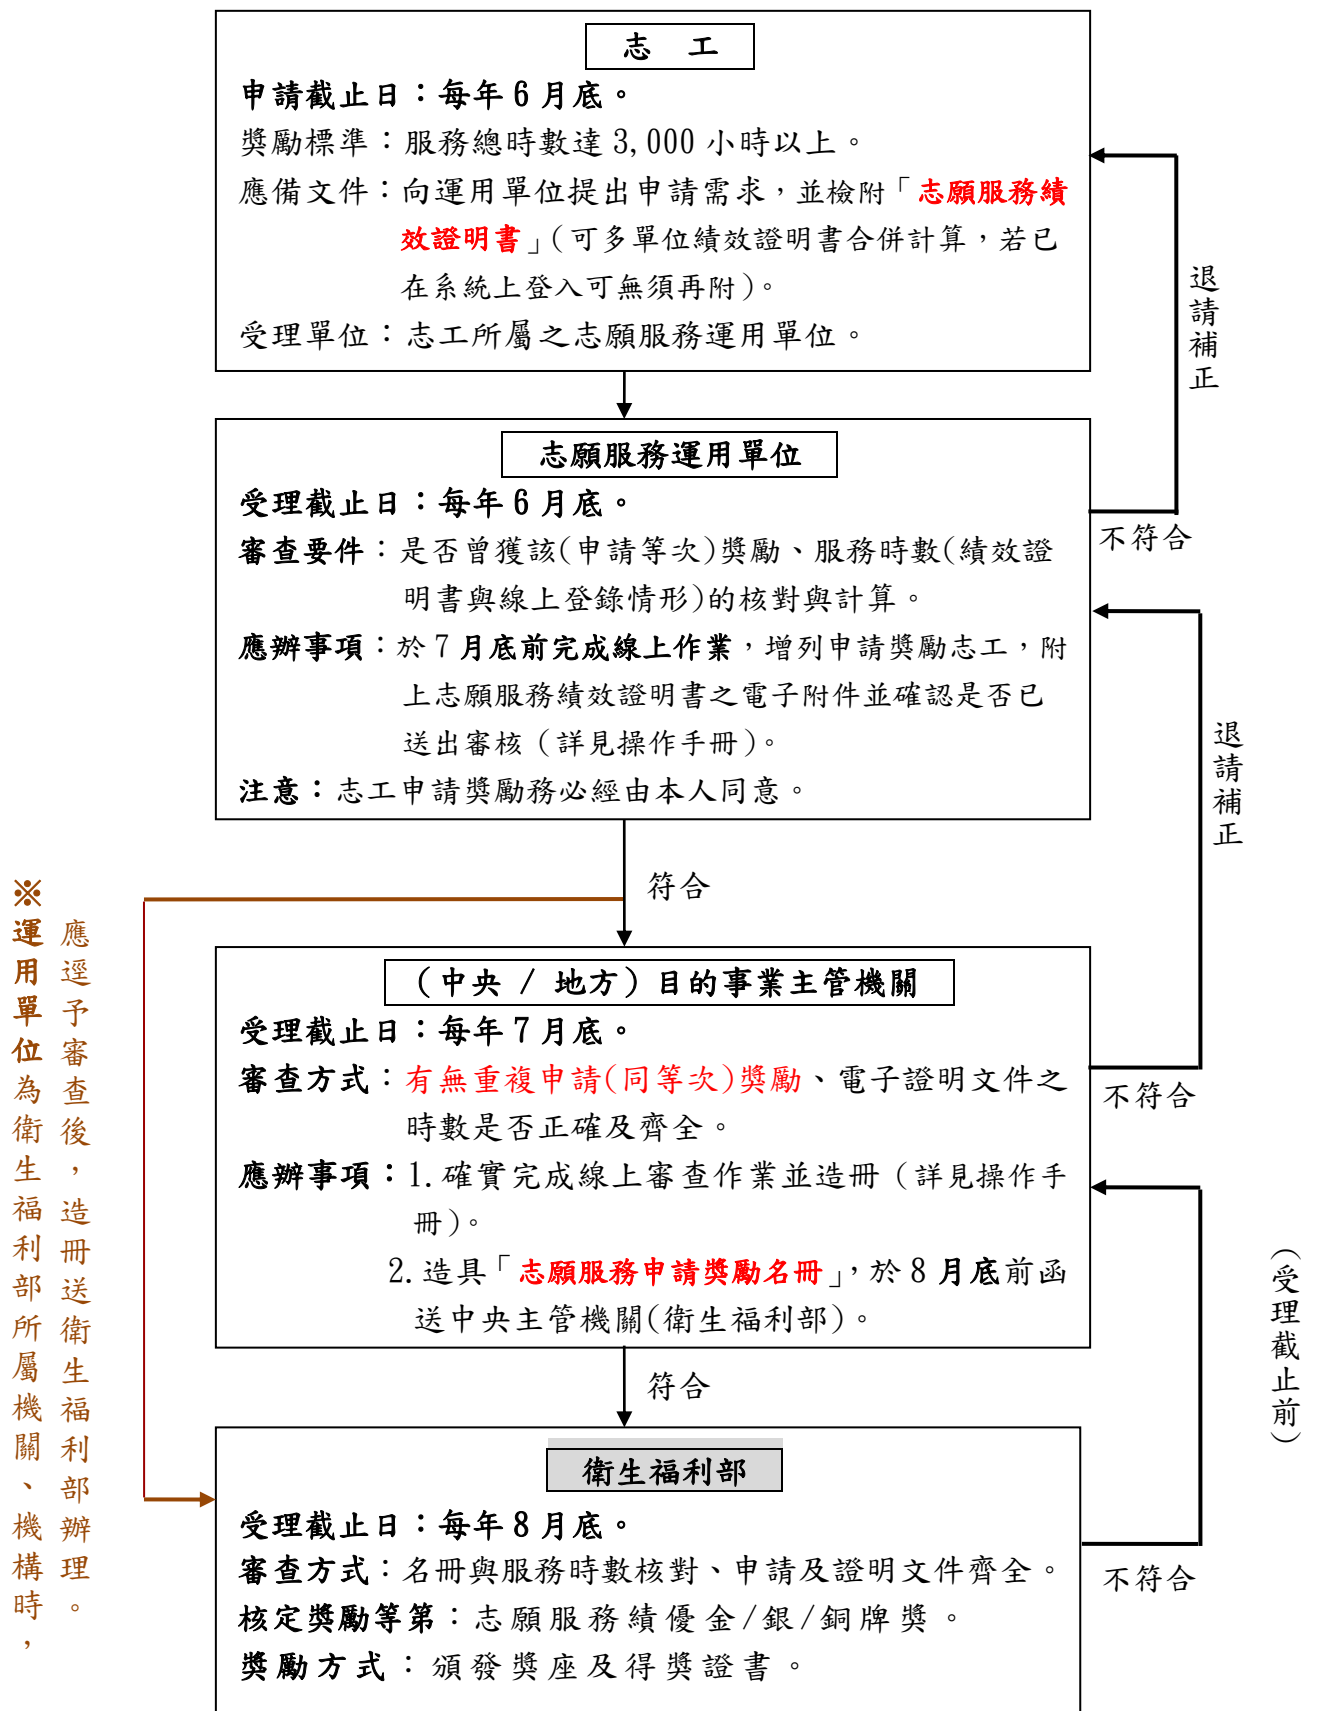 志　工
申請截止日：每年 6 月底。
獎勵標準：服務總時數達 3,000 小時以上。
應備文件：向運用單位提出申請需求，並檢附「志願服務績
效證明書」(可多單位績效證明書合併計算，若已
在系統上登入可無須再附)。
受理單位：志工所屬之志願服務運用單位。
退請補正
志願服務運用單位
受理截止日：每年 6 月底。
審查要件：是否曾獲該(申請等次)獎勵、服務時數(績效證
明書與線上登錄情形)的核對與計算。
應辦事項：於 7 月底前完成線上作業，增列申請獎勵志工，附
上志願服務績效證明書之電子附件並確認是否已
送出審核（詳見操作手冊）。
注意：志工申請獎勵務必經由本人同意。
不符合
退請補正
符合
※運用單位為衛生福利部所屬機關、機構時，
應逕予審查後，造冊送衛生福利部辦理。
（中央 / 地方）目的事業主管機關
受理截止日：每年 7 月底。
審查方式：有無重複申請(同等次)獎勵、電子證明文件之
時數是否正確及齊全。
應辦事項：1.確實完成線上審查作業並造冊（詳見操作手
冊）。
2.造具「志願服務申請獎勵名冊」，於 8 月底前函
送中央主管機關(衛生福利部)。
不符合
（受理截止前）
符合
衛生福利部
受理截止日：每年 8 月底。
審查方式：名冊與服務時數核對、申請及證明文件齊全。
核定獎勵等第：志願服務績優金/銀/銅牌獎。
獎勵方式：頒發獎座及得獎證書。
不符合